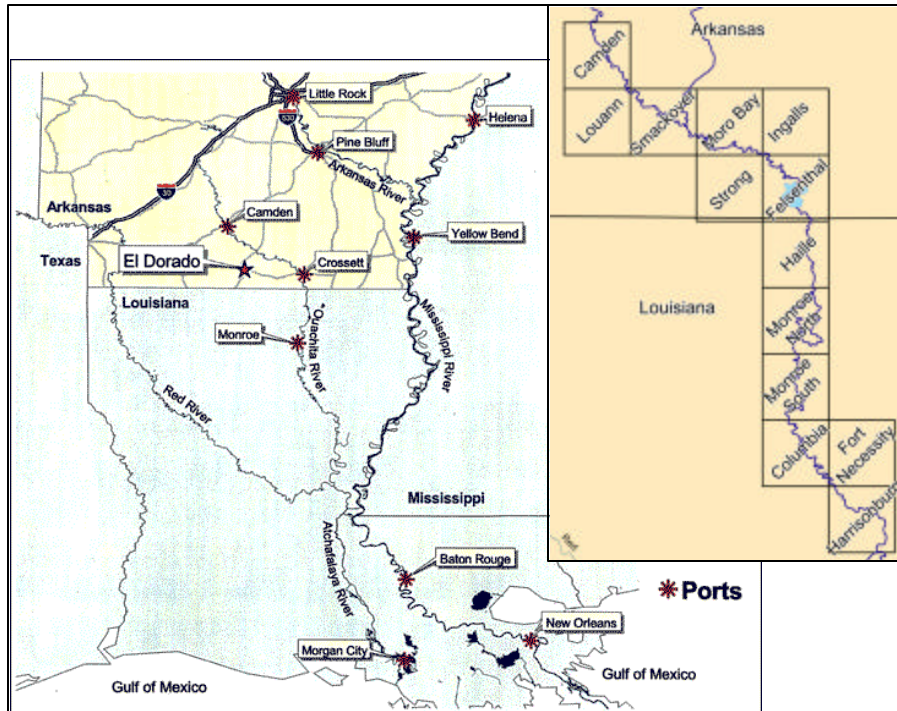 Little Rock
530
Helena
Pine Bluff
Arkansas River
30
Arkansas
Camden
Yellow Bend
Texas
El Dorado
Crossett
Louisiana
Ouachita River
Monroe
Mississippi River
Red River
Mississippi
Atchafalaya River
Baton Rouge
Ports
New Orleans
Morgan City
Gulf of Mexico
Gulf of Mexico
Arkansas
Camden
Louann
Smackover
Moro Bay
Ingalls
Strong
Felsenthal
Haille
Louisiana
Monroe
North
Monroe
South
Columbia
Fort
Necessity
Harrisonburg